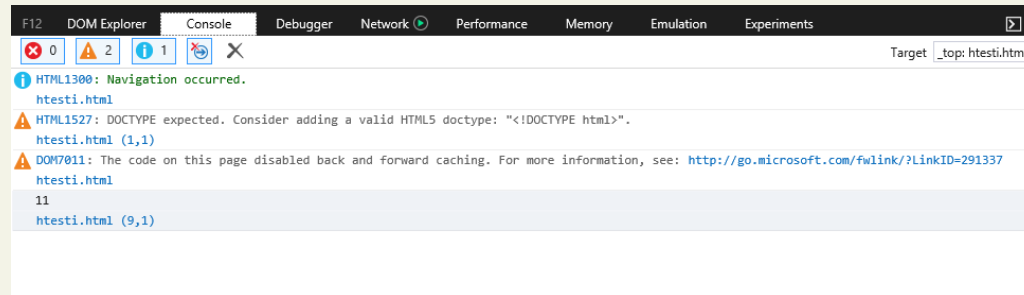 F12 DOM Explorer Console Debugger Network Performance Memory Emulation Experiments
0 2 1 Target _top: htesti.htm
HTML1300: Navigation occurred.
htesti.html
HTML1527: DOCTYPE expected. Consider adding a valid HTML5 doctype: "<!DOCTYPE html>".
htesti.html (1,1)
DOM7011: The code on this page disabled back and forward caching. For more information, see: http://go.microsoft.com/fwlink/?LinkID=291337
htesti.html
11
htesti.html (9,1)